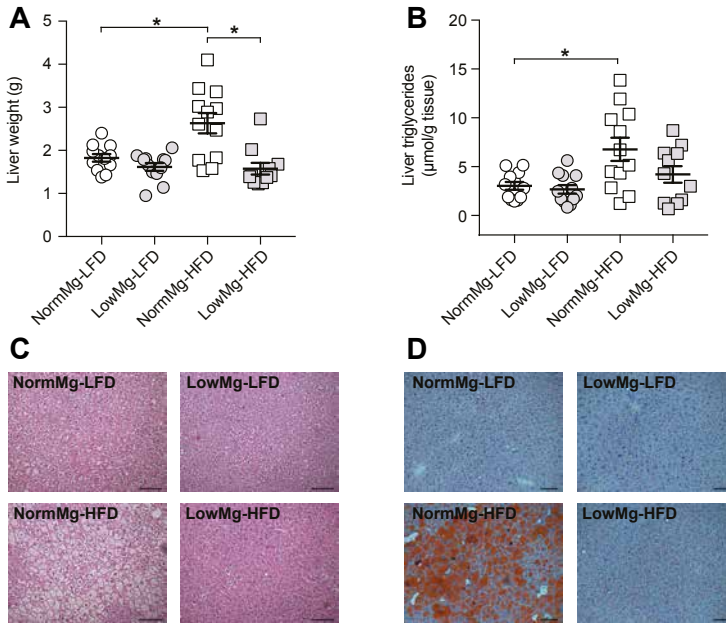 A
Liver weight (g)
5
4
3
2
1
0
*
*
NormMg-LFD
LowMg-LFD
NormMg-HFD
LowMg-HFD
B
Liver triglycerides
(μmol/g tissue)
20
15
10
5
0
*
NormMg-LFD
LowMg-LFD
NormMg-HFD
LowMg-HFD
C
NormMg-LFD
LowMg-LFD
NormMg-HFD
LowMg-HFD
D
NormMg-LFD
LowMg-LFD
NormMg-HFD
LowMg-HFD